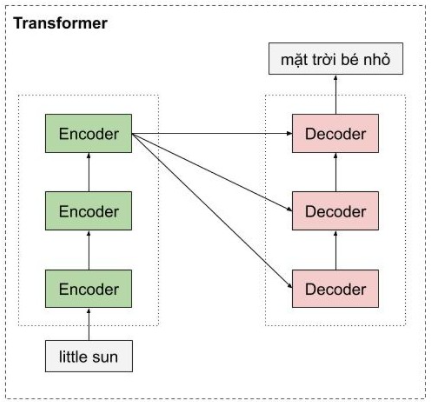 Transformer
mặt trời bé nhỏ
Encoder
Decoder
Encoder
Decoder
Encoder
Decoder
little sun